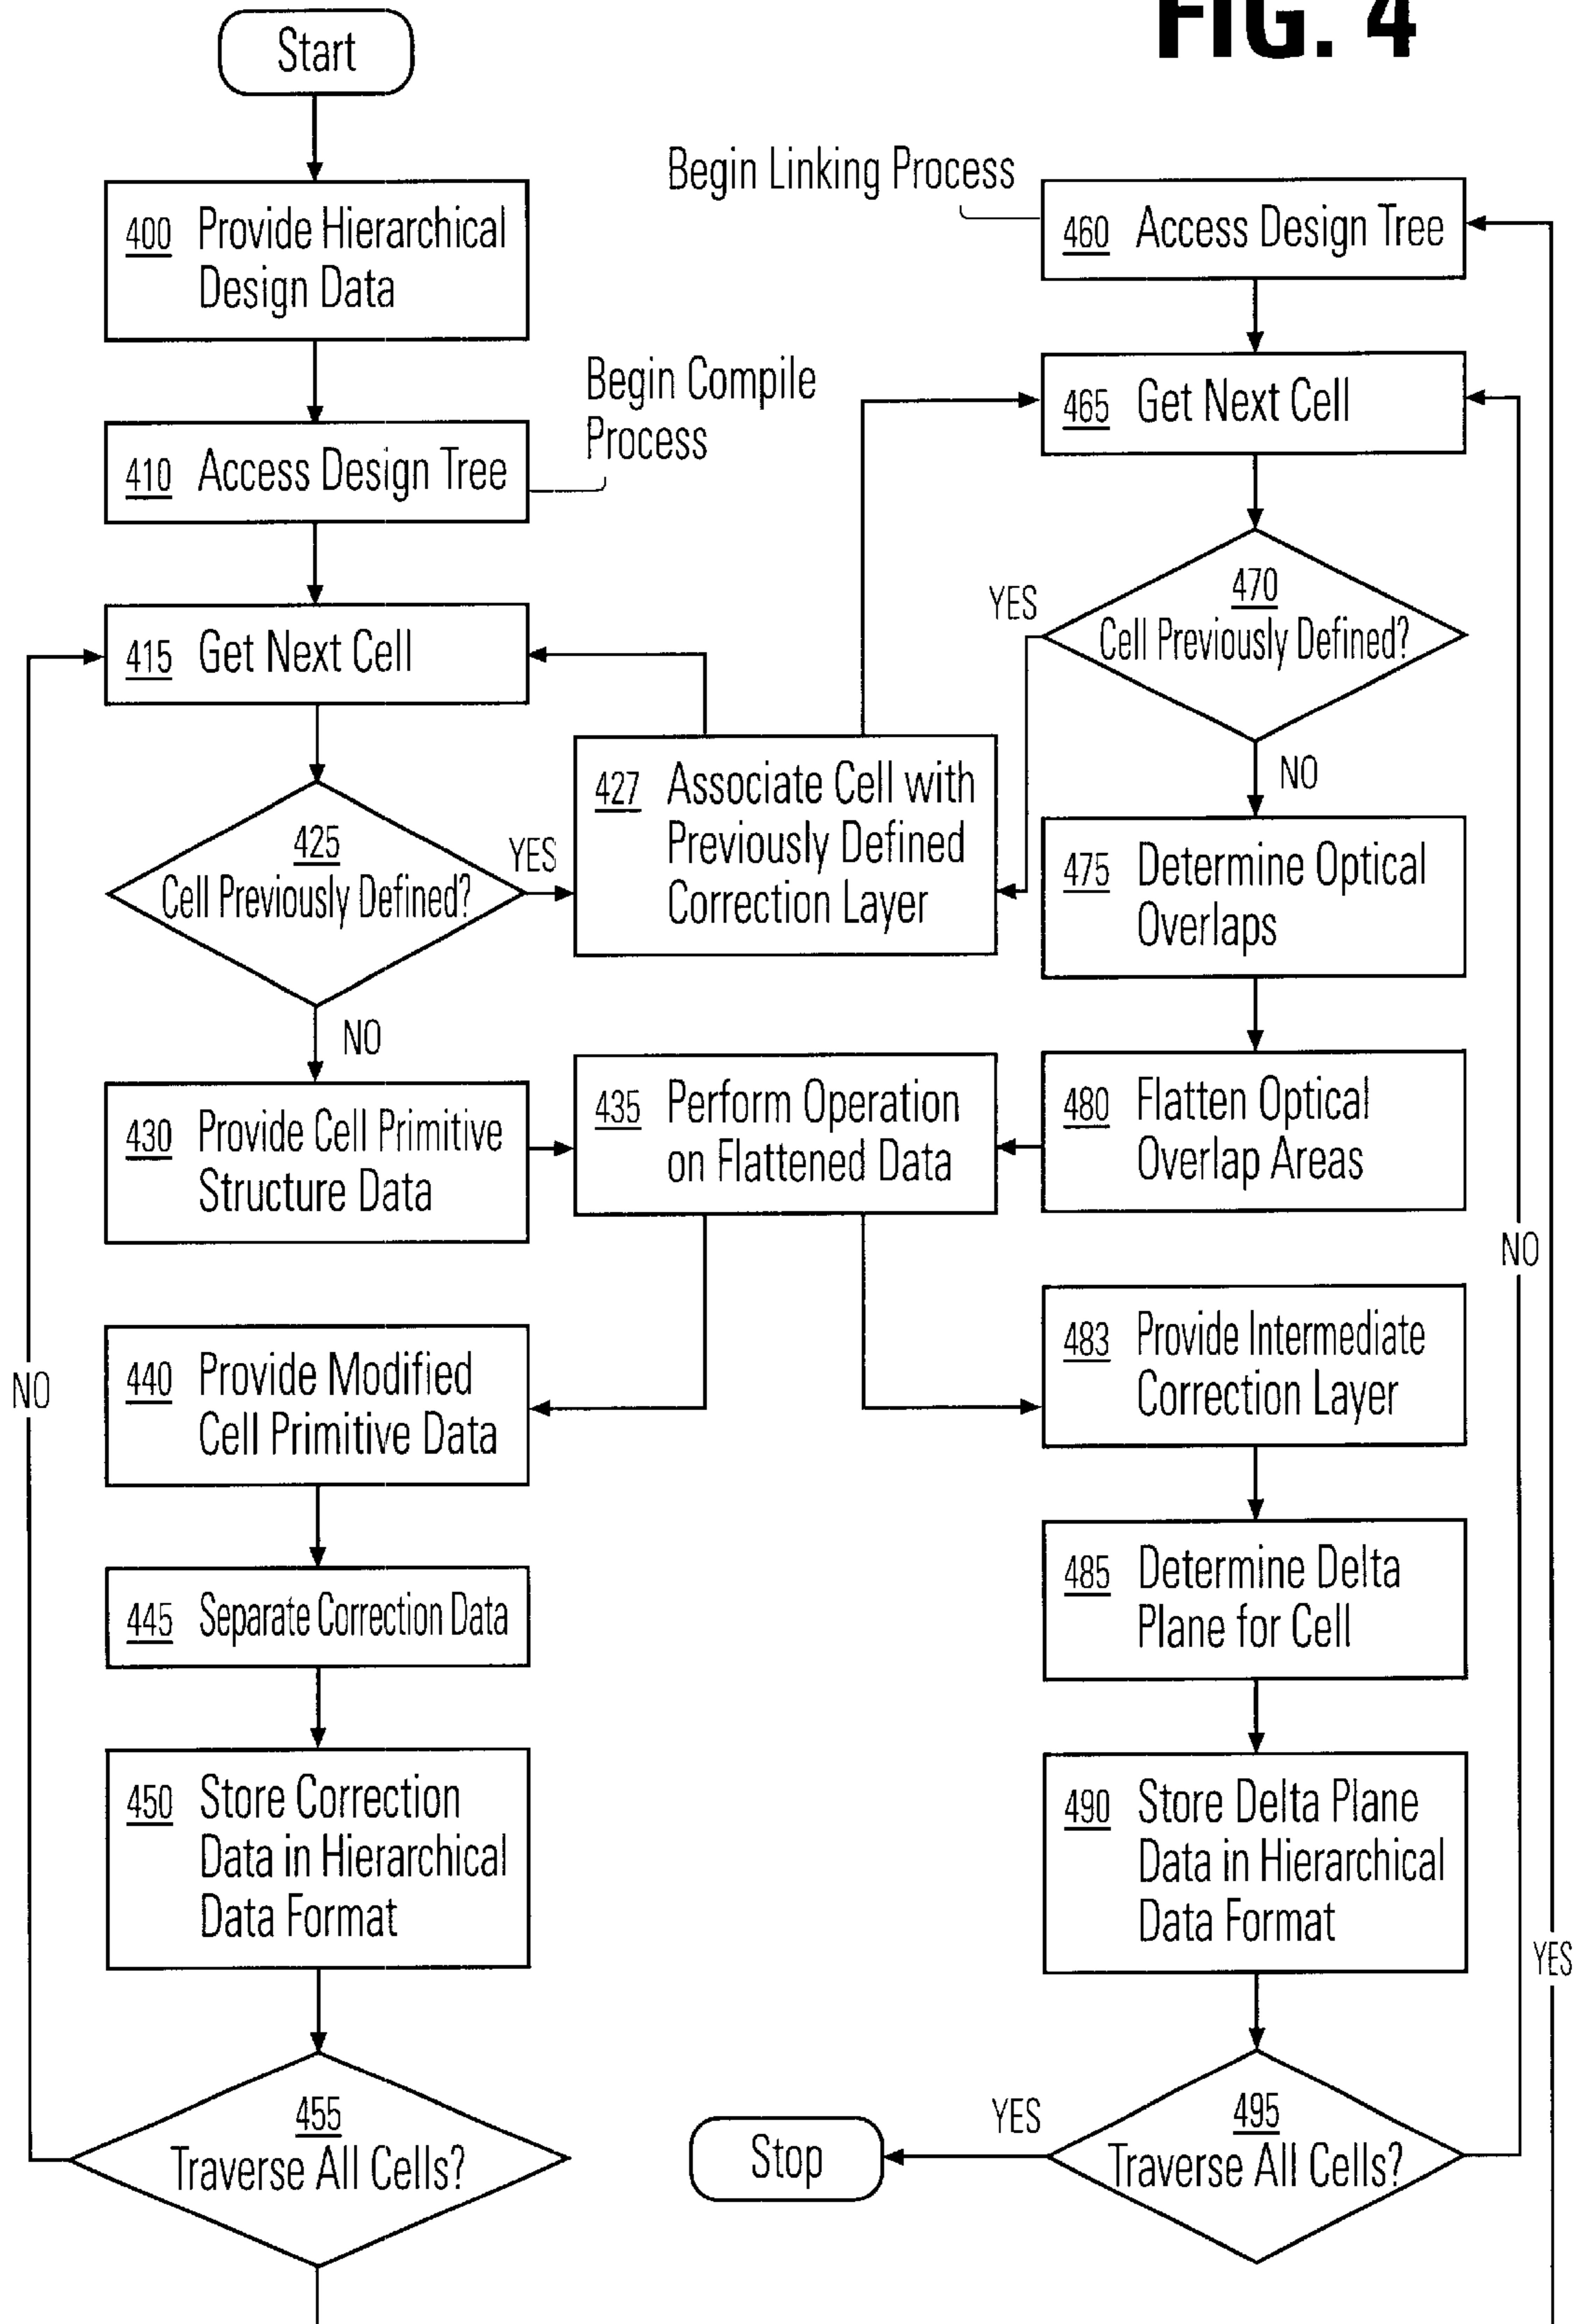 FIG. 4
Start
400 Provide Hierarchical
Design Data
Begin Compile
Process
410 Access Design Tree
415 Get Next Cell
425
Cell Previously Defined?
YES
NO
427 Associate Cell with
Previously Defined
Correction Layer
430 Provide Cell Primitive
Structure Data
435 Perform Operation
on Flattened Data
440 Provide Modified
Cell Primitive Data
NO
445 Separate Correction Data
450 Store Correction
Data in Hierarchical
Data Format
455
Traverse All Cells?
Begin Linking Process
460 Access Design Tree
465 Get Next Cell
470
Cell Previously Defined?
YES
NO
475 Determine Optical
Overlaps
480 Flatten Optical
Overlap Areas
NO
483 Provide Intermediate
Correction Layer
485 Determine Delta
Plane for Cell
490 Store Delta Plane
Data in Hierarchical
Data Format
YES
495
Traverse All Cells?
YES
Stop